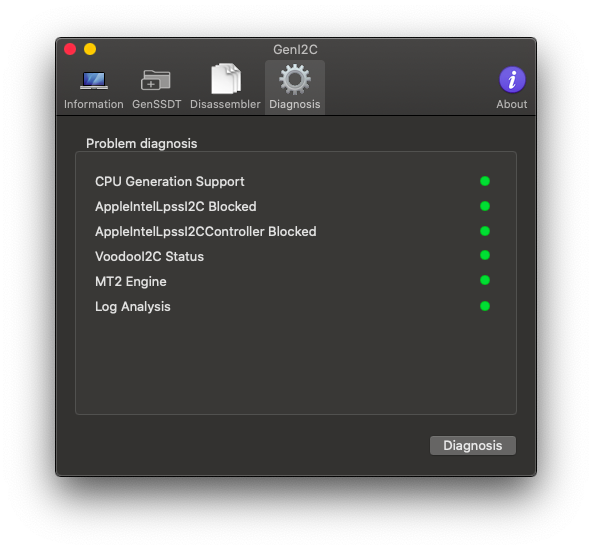 GenI2C
Information GenSSDT Disassembler Diagnosis About
Problem diagnosis
CPU Generation Support
AppleIntelLpssI2C Blocked
AppleIntelLpssI2CController Blocked
VoodooI2C Status
MT2 Engine
Log Analysis
Diagnosis